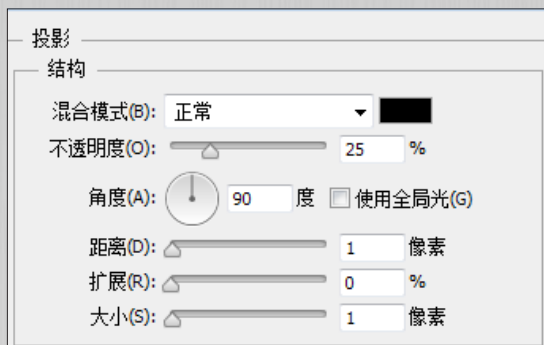 投影
结构
混合模式(B): 正常
不透明度(O): 25 %
角度(A): 90 度 使用全局光(G)
距离(D): 1 像素
扩展(R): 0 %
大小(S): 1 像素